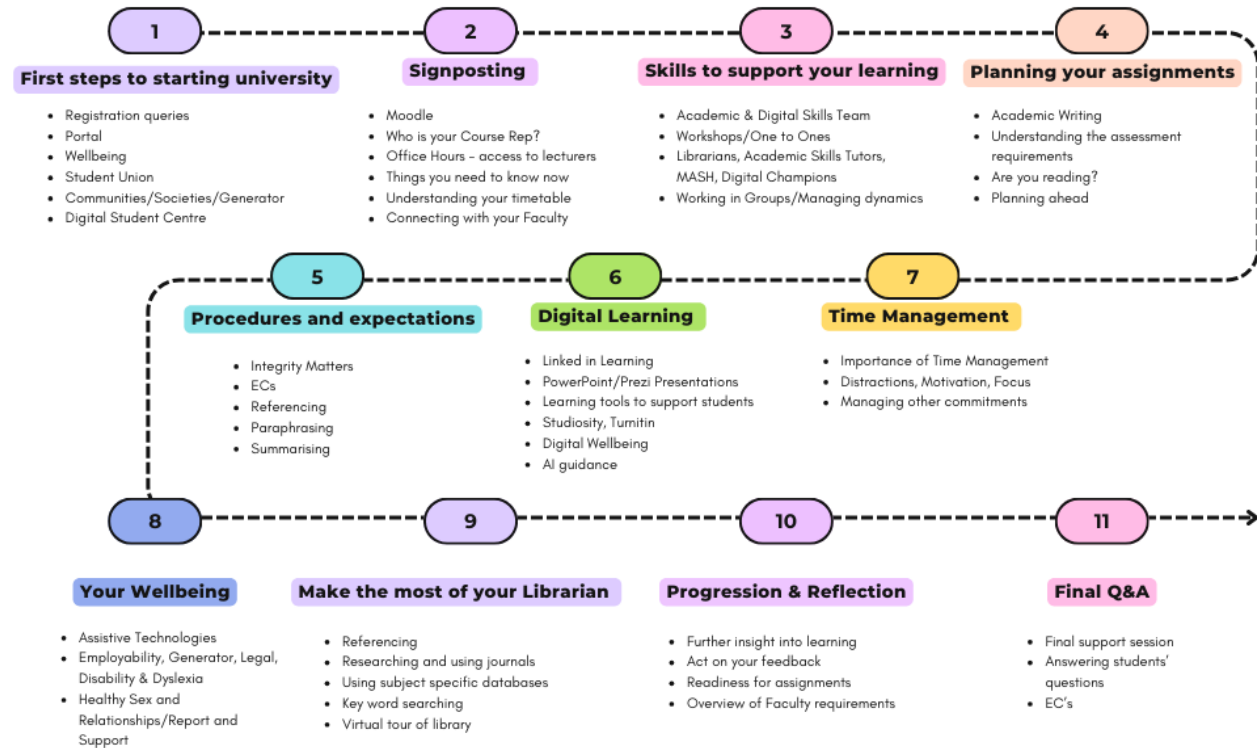 1
First steps to starting university
• Registration queries
• Portal
• Wellbeing
• Student Union
• Communities/Societies/Generator
• Digital Student Centre
2
Signposting
• Moodle
• Who is your Course Rep?
• Office Hours - access to lecturers
• Things you need to know now
• Understanding your timetable
• Connecting with your Faculty
3
Skills to support your learning
• Academic & Digital Skills Team
• Workshops/One to Ones
• Librarians, Academic Skills Tutors,
MASH, Digital Champions
• Working in Groups/Managing dynamics
4
Planning your assignments
• Academic Writing
• Understanding the assessment
requirements
• Are you reading?
• Planning ahead
5
Procedures and expectations
• Integrity Matters
• ECs
• Referencing
• Paraphrasing
• Summarising
6
Digital Learning
• Linked in Learning
• PowerPoint/Prezi Presentations
• Learning tools to support students
• Studiosity, Turnitin
• Digital Wellbeing
• AI guidance
7
Time Management
• Importance of Time Management
• Distractions, Motivation, Focus
• Managing other commitments
8
Your Wellbeing
• Assistive Technologies
• Employability, Generator, Legal,
Disability & Dyslexia
• Healthy Sex and
Relationships/Report and
Support
9
Make the most of your Librarian
• Referencing
• Researching and using journals
• Using subject specific databases
• Key word searching
• Virtual tour of library
10
Progression & Reflection
• Further insight into learning
• Act on your feedback
• Readiness for assignments
• Overview of Faculty requirements
11
Final Q&A
• Final support session
• Answering students'
questions
• EC's